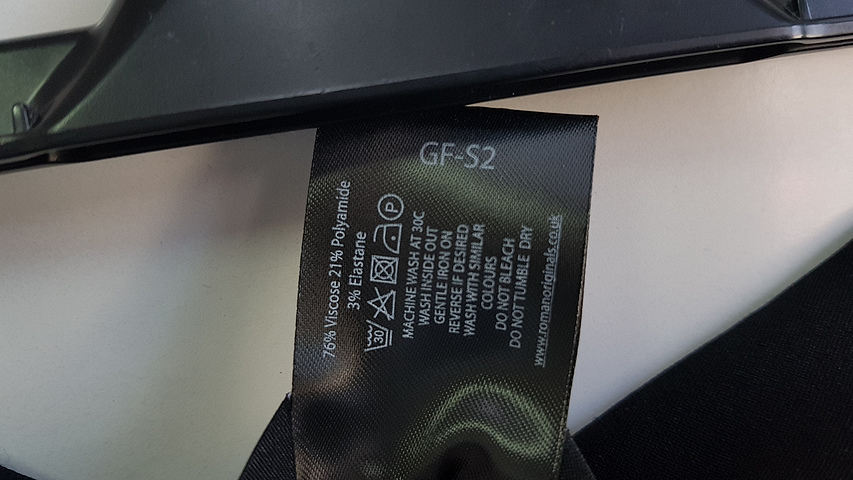 GF-S2
76% Viscose 21% Polyamide
3% Elastane
30 P
MACHINE WASH AT 30C
WASH INSIDE OUT
GENTLE IRON ON
REVERSE IF DESIRED
WASH WITH SIMILAR
COLOURS
DO NOT BLEACH
DO NOT TUMBLE DRY
www.romanoriginals.co.uk